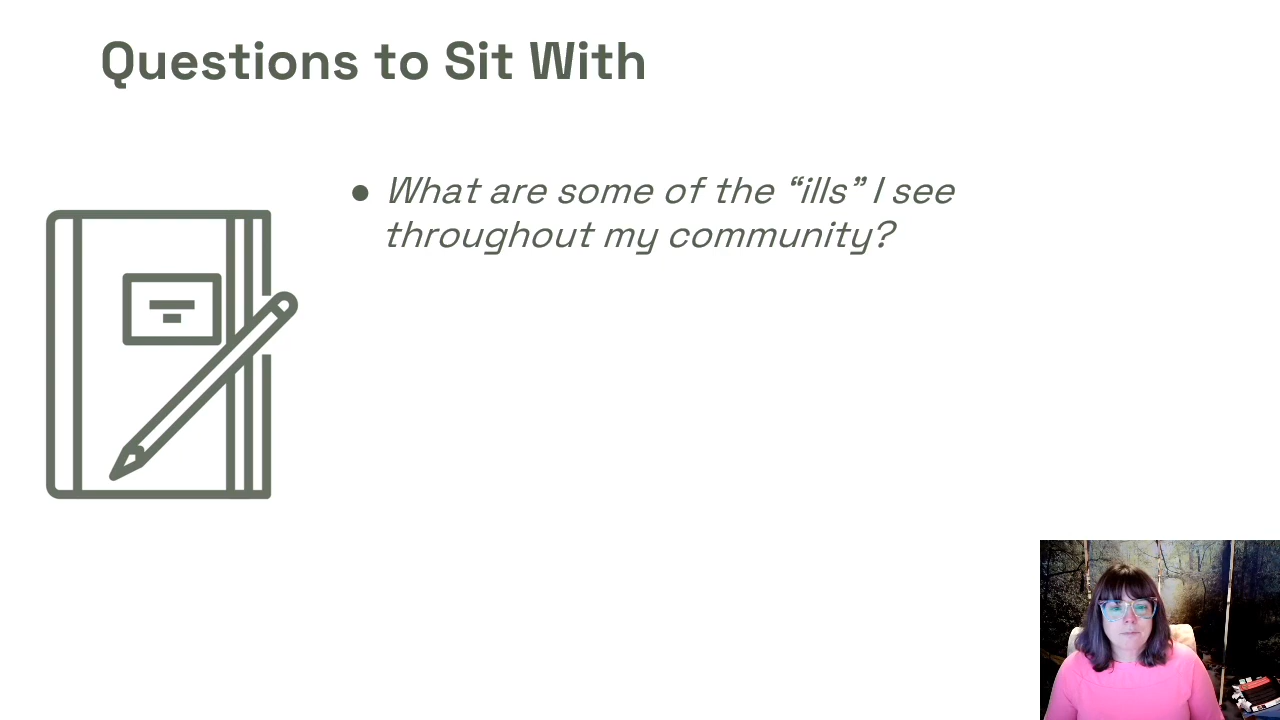 Questions to Sit With
● What are some of the “ills” I see
throughout my community?